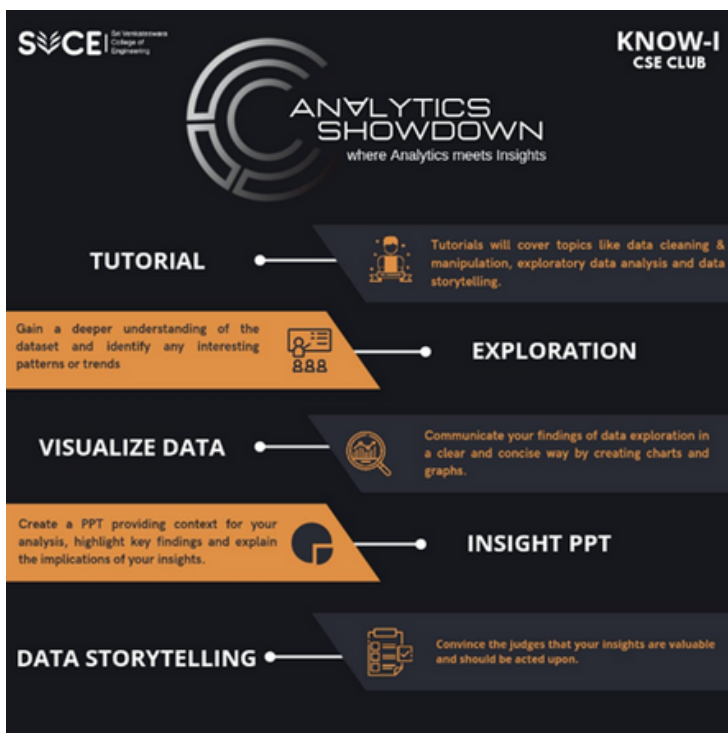 SVCE
Sri Venkateswara
College of
Engineering
KNOW-I
CSE CLUB
ANALYTICS
SHOWDOWN
where Analytics meets Insights
TUTORIAL
Tutorials will cover topics like data cleaning &
manipulation, exploratory data analysis and data
storytelling.
Gain a deeper understanding of the
dataset and identify any interesting
patterns or trends
EXPLORATION
VISUALIZE DATA
Communicate your findings of data exploration in
a clear and concise way by creating charts and
graphs.
Create a PPT providing context for your
analysis, highlight key findings and explain
the implications of your insights.
INSIGHT PPT
DATA STORYTELLING
Convince the judges that your insights are valuable
and should be acted upon.